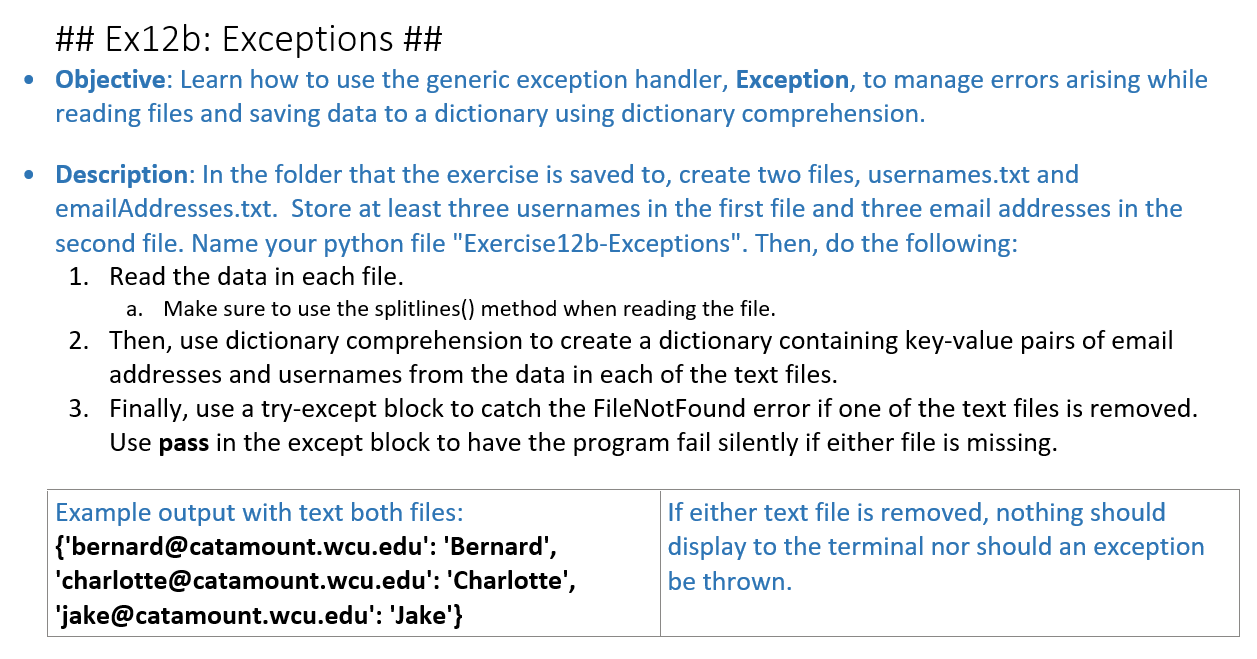 ## Ex12b: Exceptions ##
• Objective: Learn how to use the generic exception handler, Exception, to manage errors arising while
reading files and saving data to a dictionary using dictionary comprehension.
• Description: In the folder that the exercise is saved to, create two files, usernames.txt and
emailAddresses.txt.  Store at least three usernames in the first file and three email addresses in the
second file. Name your python file "Exercise12b-Exceptions". Then, do the following:
1. Read the data in each file.
a. Make sure to use the splitlines() method when reading the file.
2. Then, use dictionary comprehension to create a dictionary containing key-value pairs of email
addresses and usernames from the data in each of the text files.
3. Finally, use a try-except block to catch the FileNotFound error if one of the text files is removed.
Use pass in the except block to have the program fail silently if either file is missing.
Example output with text both files:
{'bernard@catamount.wcu.edu': 'Bernard',
'charlotte@catamount.wcu.edu': 'Charlotte',
'jake@catamount.wcu.edu': 'Jake'}
If either text file is removed, nothing should
display to the terminal nor should an exception
be thrown.